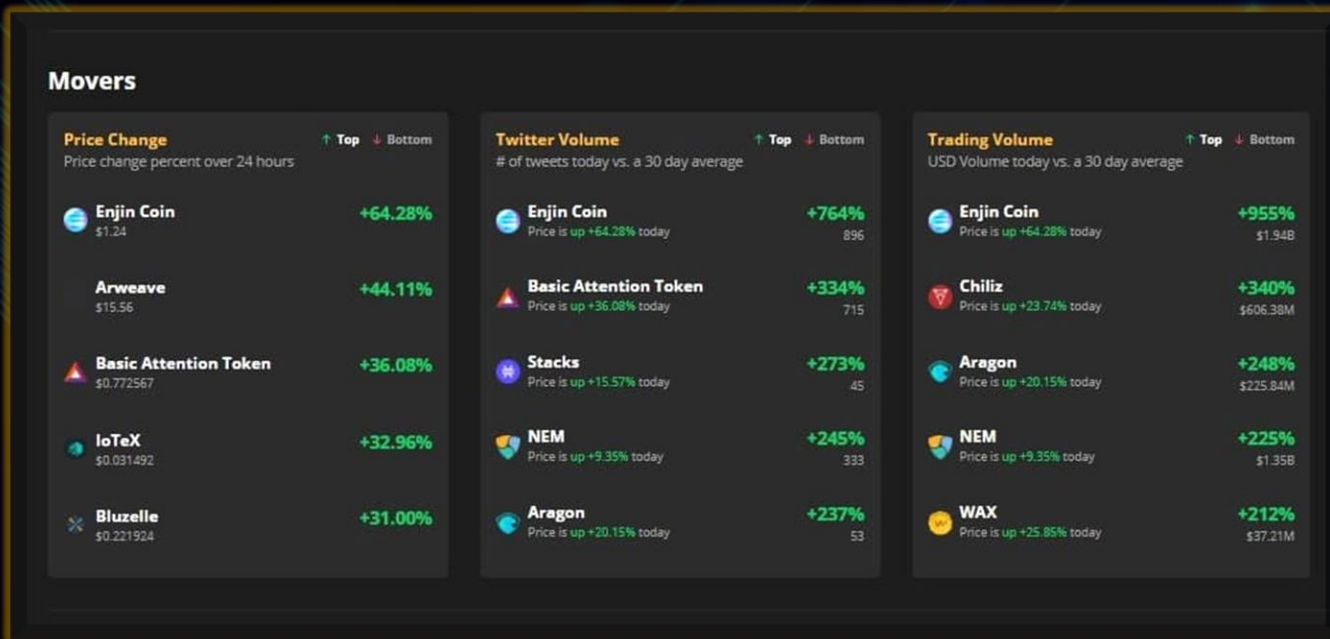 Movers
Price Change ↑ Top ↓ Bottom
Price change percent over 24 hours
Enjin Coin +64.28%
$1.24
Arweave +44.11%
$15.56
Basic Attention Token +36.08%
$0.772567
IoTeX +32.96%
$0.031492
Bluzelle +31.00%
$0.221924
Twitter Volume ↑ Top ↓ Bottom
# of tweets today vs. a 30 day average
Enjin Coin +764%
Price is up +64.28% today 896
Basic Attention Token +334%
Price is up +36.08% today 715
Stacks +273%
Price is up +15.57% today 45
NEM +245%
Price is up +9.35% today 333
Aragon +237%
Price is up +20.15% today 53
Trading Volume ↑ Top ↓ Bottom
USD Volume today vs. a 30 day average
Enjin Coin +955%
Price is up +64.28% today $1.94B
Chiliz +340%
Price is up +23.74% today $606.38M
Aragon +248%
Price is up +20.15% today $225.84M
NEM +225%
Price is up +9.35% today $1.35B
WAX +212%
Price is up +25.85% today $37.21M